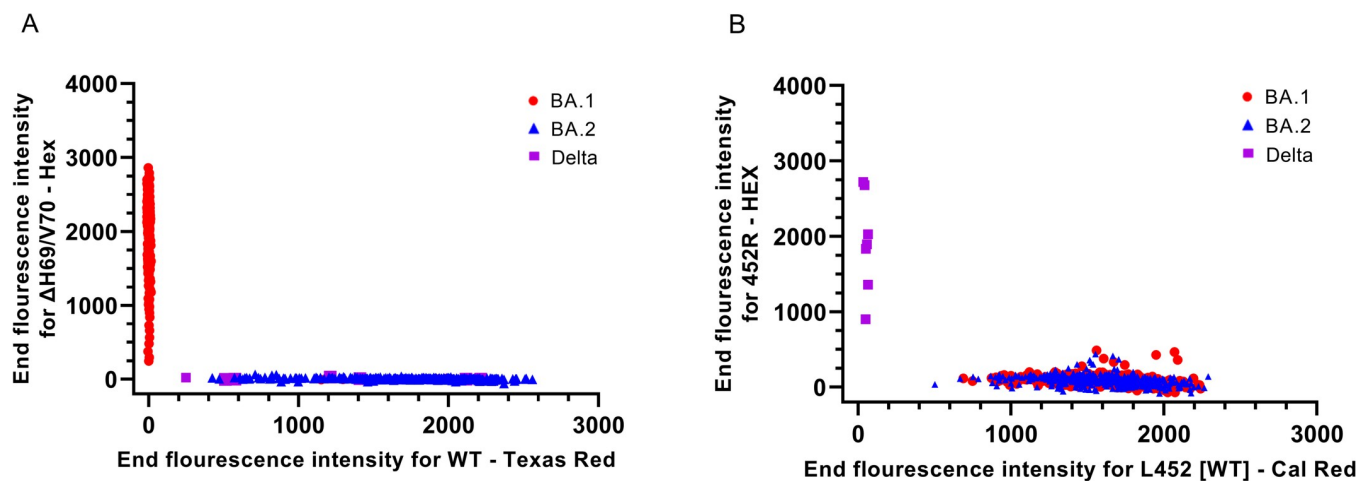 A
End flourescence intensity
for ΔH69/V70 - Hex
4000
3000
2000
1000
0
BA.1
BA.2
Delta
0 1000 2000 3000
End flourescence intensity for WT - Texas Red
B
End flourescence intensity
for 452R - HEX
4000
3000
2000
1000
0
BA.1
BA.2
Delta
0 1000 2000 3000
End flourescence intensity for L452 [WT] - Cal Red